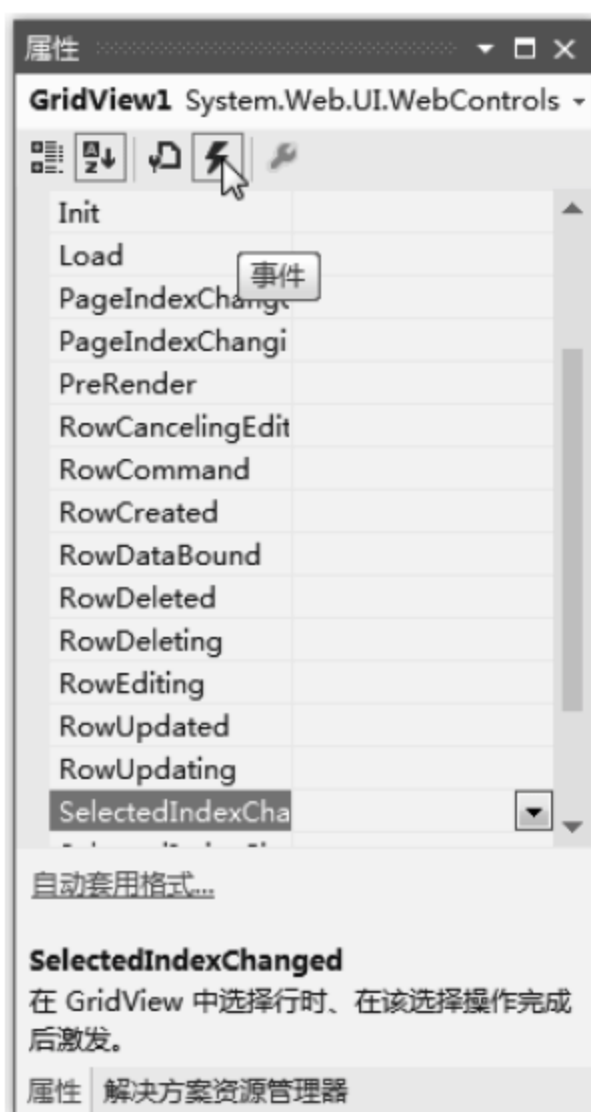 属性
GridView1 System.Web.UI.WebControls
Init
Load
事件
PageIndexChange
PageIndexChangi
PreRender
RowCancelingEdit
RowCommand
RowCreated
RowDataBound
RowDeleted
RowDeleting
RowEditing
RowUpdated
RowUpdating
SelectedIndexCha
自动套用格式...
SelectedIndexChanged
在 GridView 中选择行时、在该选择操作完成
后激发。
属性 解决方案资源管理器